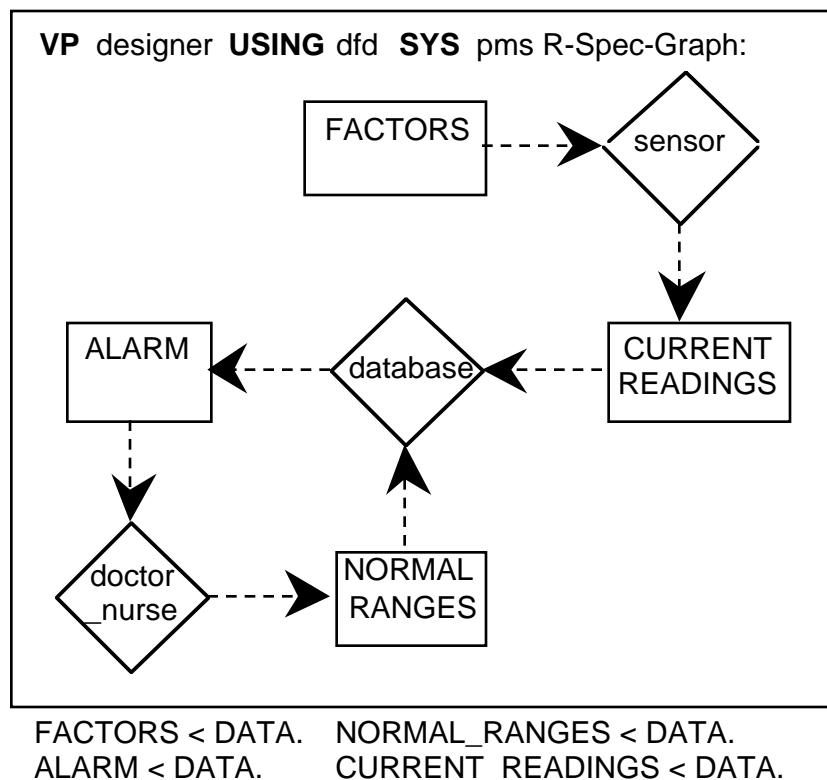 VP designer USING dfd SYS pms R-Spec-Graph:
FACTORS
sensor
ALARM
database
CURRENT
READINGS
doctor
_nurse
NORMAL
RANGES
FACTORS < DATA. NORMAL_RANGES < DATA.
ALARM < DATA. CURRENT_READINGS < DATA.